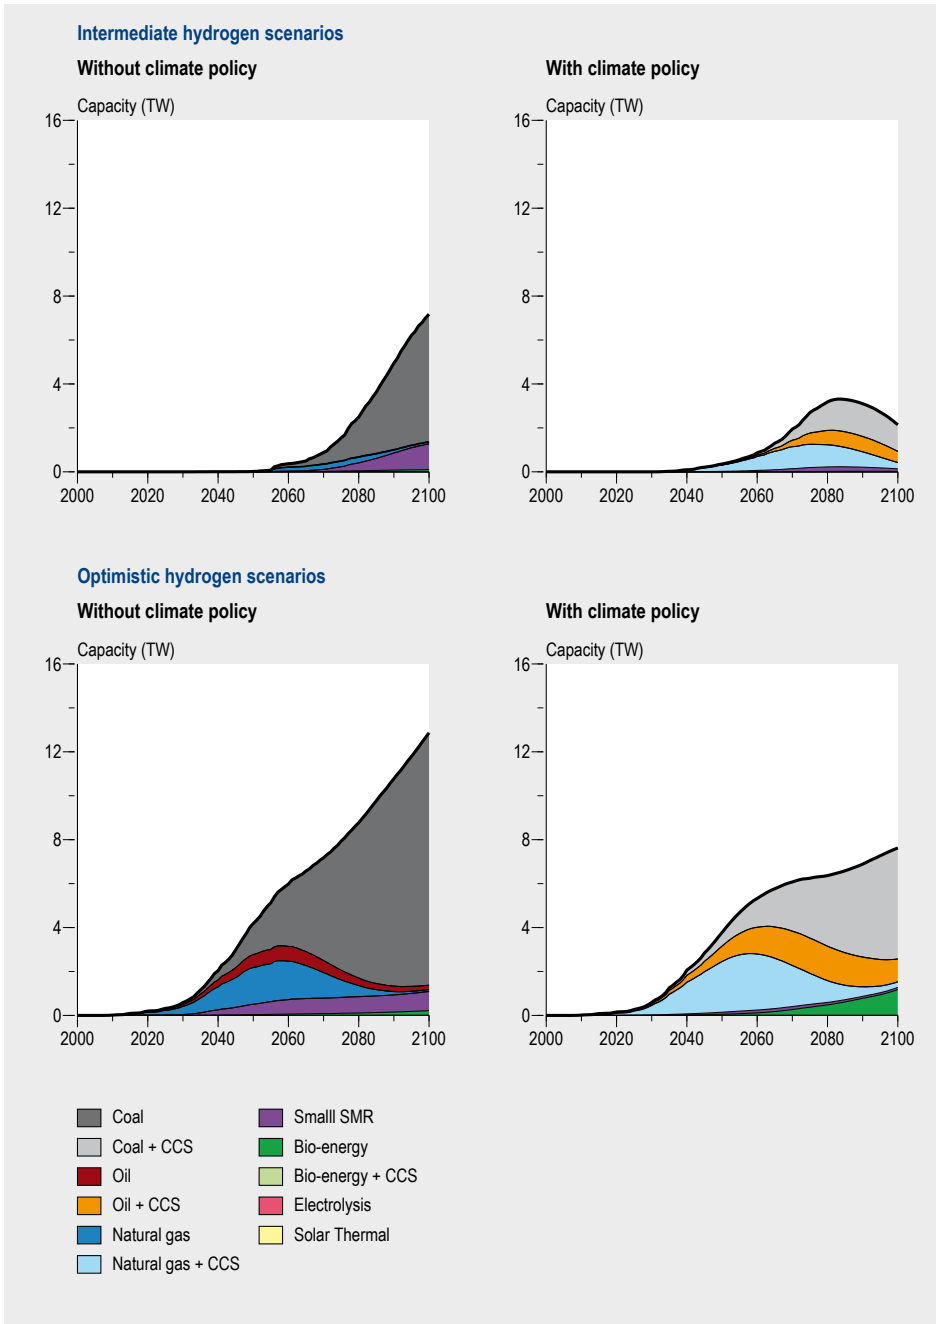 Intermediate hydrogen scenarios
Without climate policy
Capacity (TW)
16
12
8
4
0
2000 2020 2040 2060 2080 2100
With climate policy
Capacity (TW)
16
12
8
4
0
2000 2020 2040 2060 2080 2100
Optimistic hydrogen scenarios
Without climate policy
Capacity (TW)
16
12
8
4
0
2000 2020 2040 2060 2080 2100
With climate policy
Capacity (TW)
16
12
8
4
0
2000 2020 2040 2060 2080 2100
Coal
Coal + CCS
Oil
Oil + CCS
Natural gas
Natural gas + CCS
Smalll SMR
Bio-energy
Bio-energy + CCS
Electrolysis
Solar Thermal